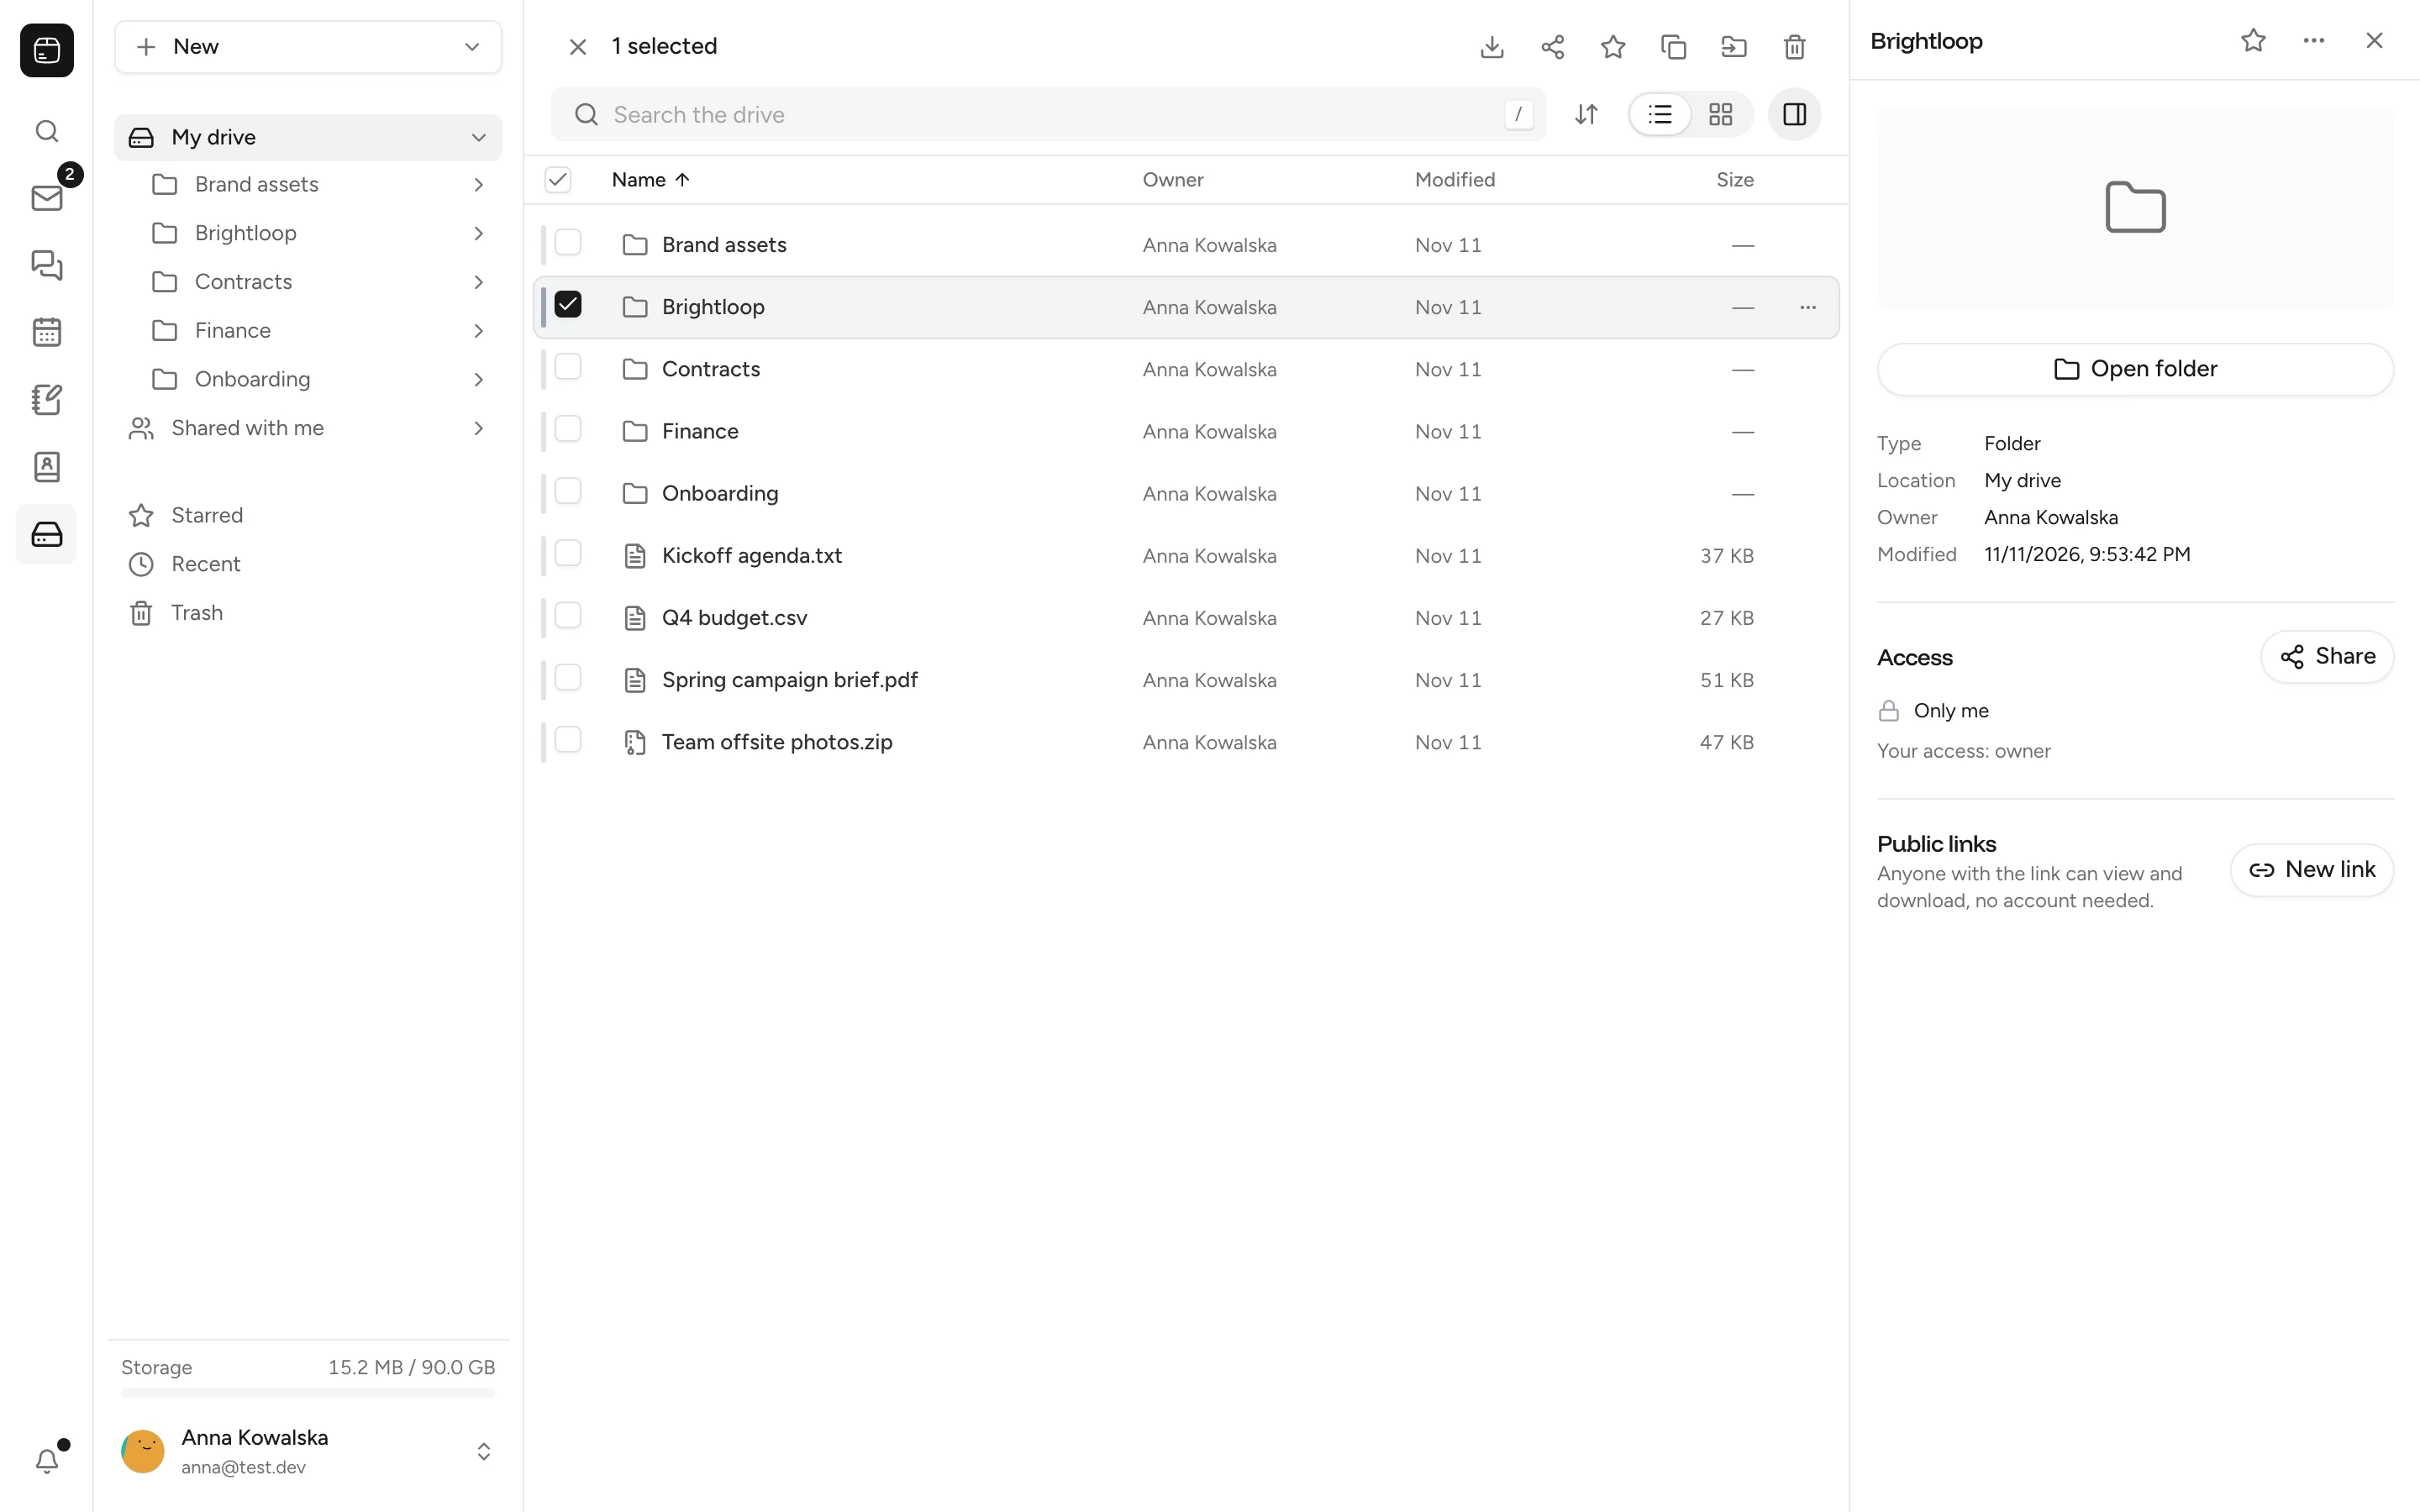 New
2
My drive
Brand assets
Brightloop
Contracts
Finance
Onboarding
Shared with me
Starred
Recent
Trash
Storage 15.2 MB / 90.0 GB
Anna Kowalska
anna@test.dev
1 selected
Search the drive /
Name Owner Modified Size
Brand assets Anna Kowalska Nov 11 —
Brightloop Anna Kowalska Nov 11 —
Contracts Anna Kowalska Nov 11 —
Finance Anna Kowalska Nov 11 —
Onboarding Anna Kowalska Nov 11 —
Kickoff agenda.txt Anna Kowalska Nov 11 37 KB
Q4 budget.csv Anna Kowalska Nov 11 27 KB
Spring campaign brief.pdf Anna Kowalska Nov 11 51 KB
Team offsite photos.zip Anna Kowalska Nov 11 47 KB
Brightloop
Open folder
Type Folder
Location My drive
Owner Anna Kowalska
Modified 11/11/2026, 9:53:42 PM
Access Share
Only me
Your access: owner
Public links
Anyone with the link can view and
download, no account needed.
New link